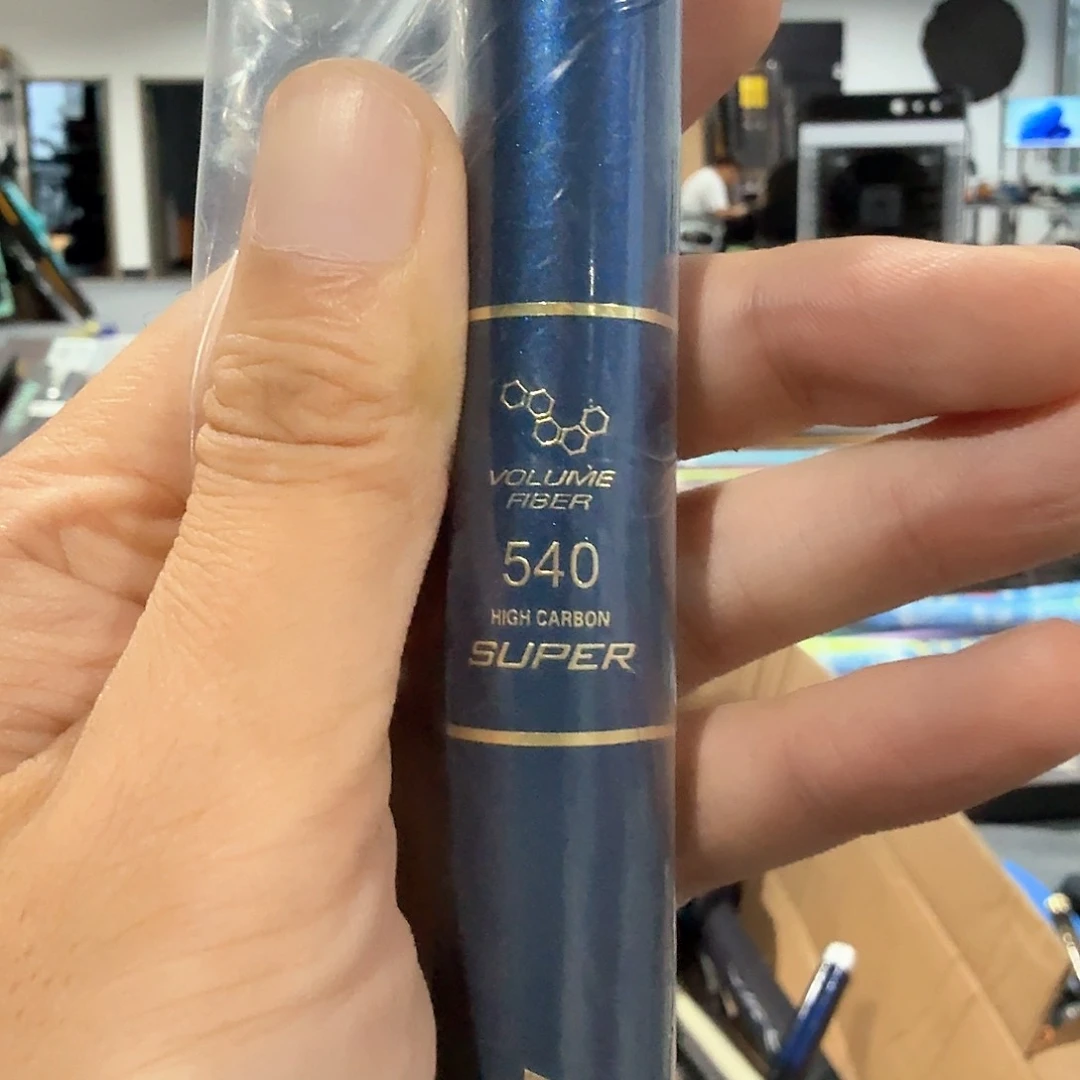 VOLUME
FIBER
540
HIGH CARBON
SUPER